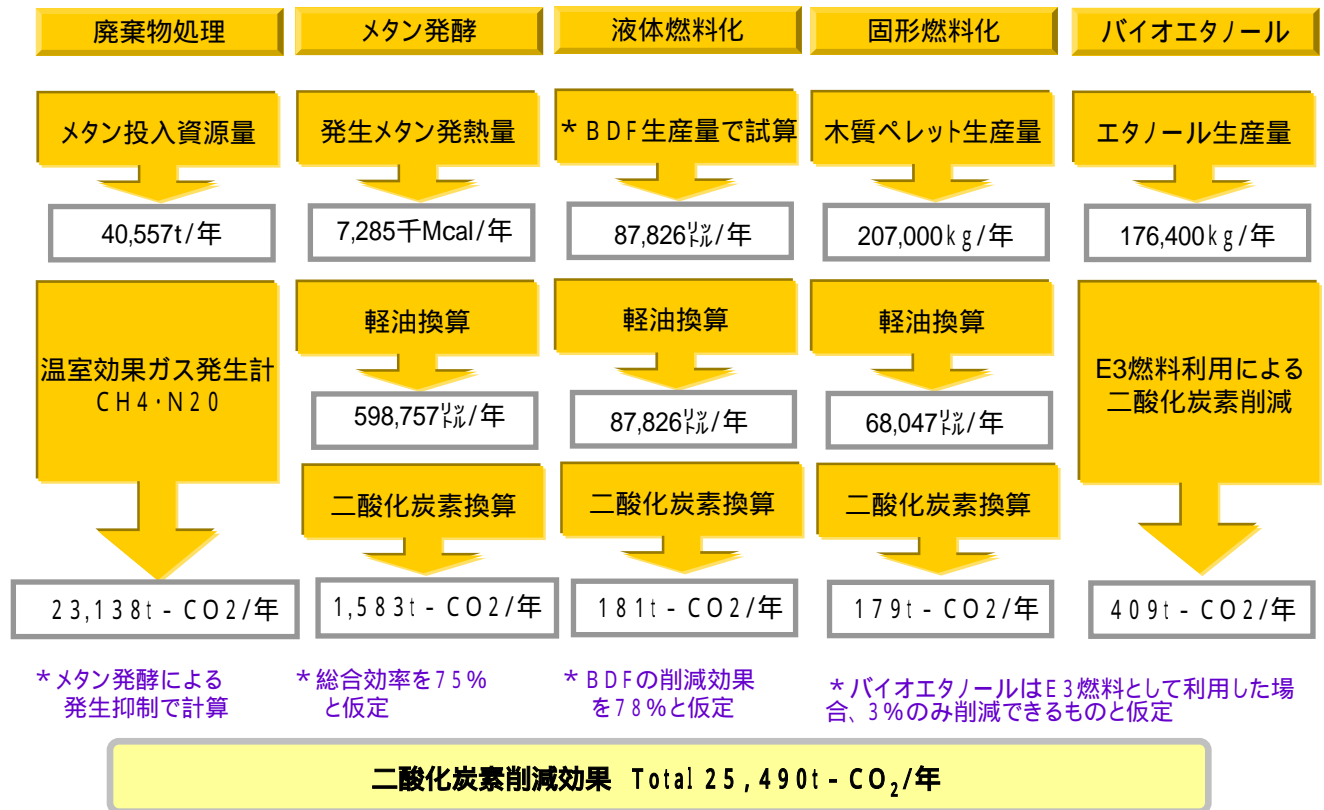 廃棄物処理
メタン発酵
液体燃料化
固形燃料化
バイオエタノール
メタン投入資源量
発生メタン発熱量
*BDF生産量で試算
木質ペレット生産量
エタノール生産量
40,557t/年
7,285千Mcal/年
87,826リットル/年
207,000kg/年
176,400kg/年
温室効果ガス発生計
CH4・N20
軽油換算
軽油換算
軽油換算
E3燃料利用による
二酸化炭素削減
598,757リットル/年
87,826リットル/年
68,047リットル/年
二酸化炭素換算
二酸化炭素換算
二酸化炭素換算
23,138t-CO2/年
1,583t-CO2/年
181t-CO2/年
179t-CO2/年
409t-CO2/年
*メタン発酵による
発生抑制で計算
*総合効率を75%
と仮定
*BDFの削減効果
を78%と仮定
*バイオエタノールはE3燃料として利用した場
合、3%のみ削減できるものと仮定
二酸化炭素削減効果 Total 25,490t-CO₂/年